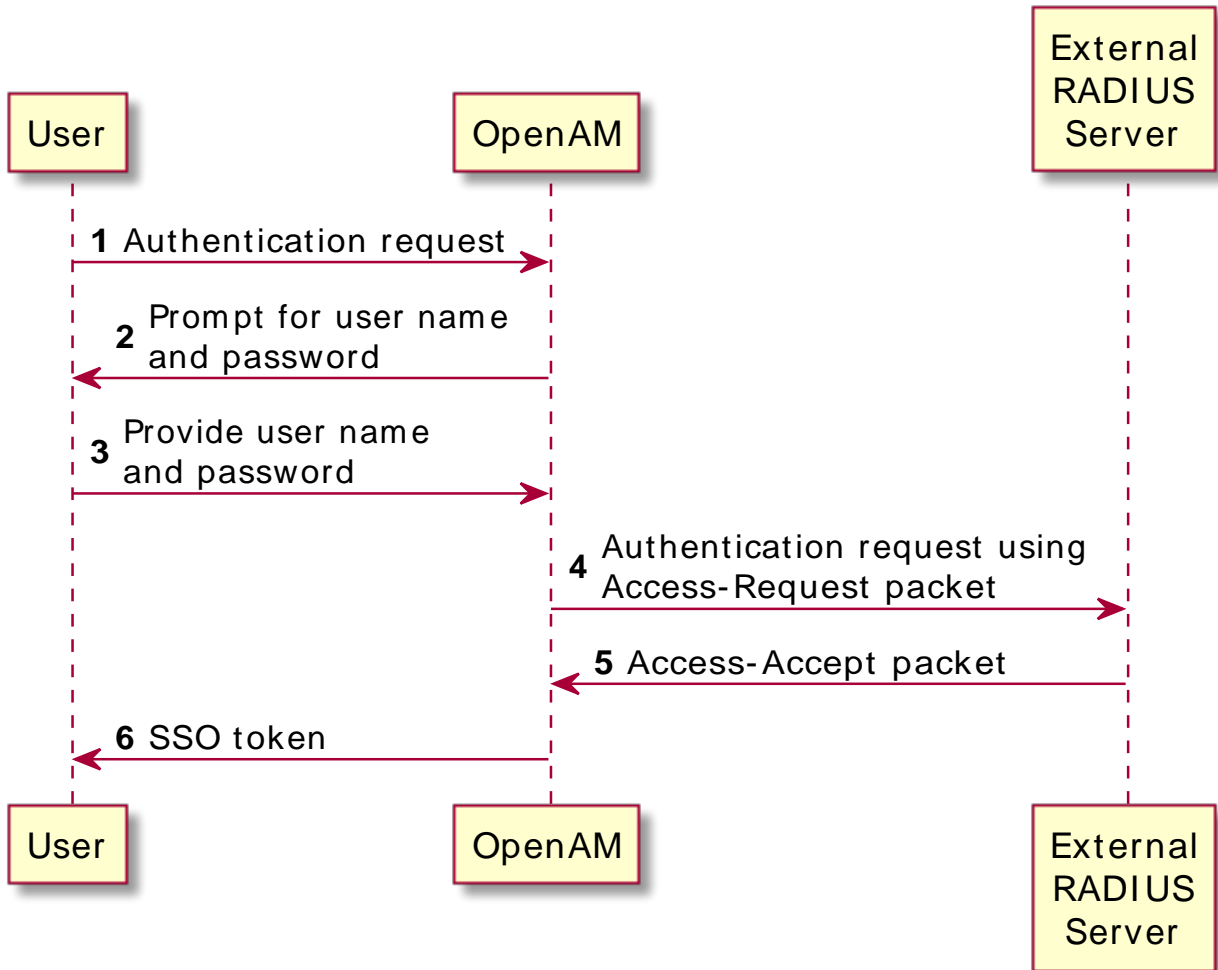 User
OpenAM
External
RADIUS
Server
1 Authentication request
2 Prompt for user name
and password
3 Provide user name
and password
4 Authentication request using
Access-Request packet
5 Access-Accept packet
6 SSO token
User
OpenAM
External
RADIUS
Server